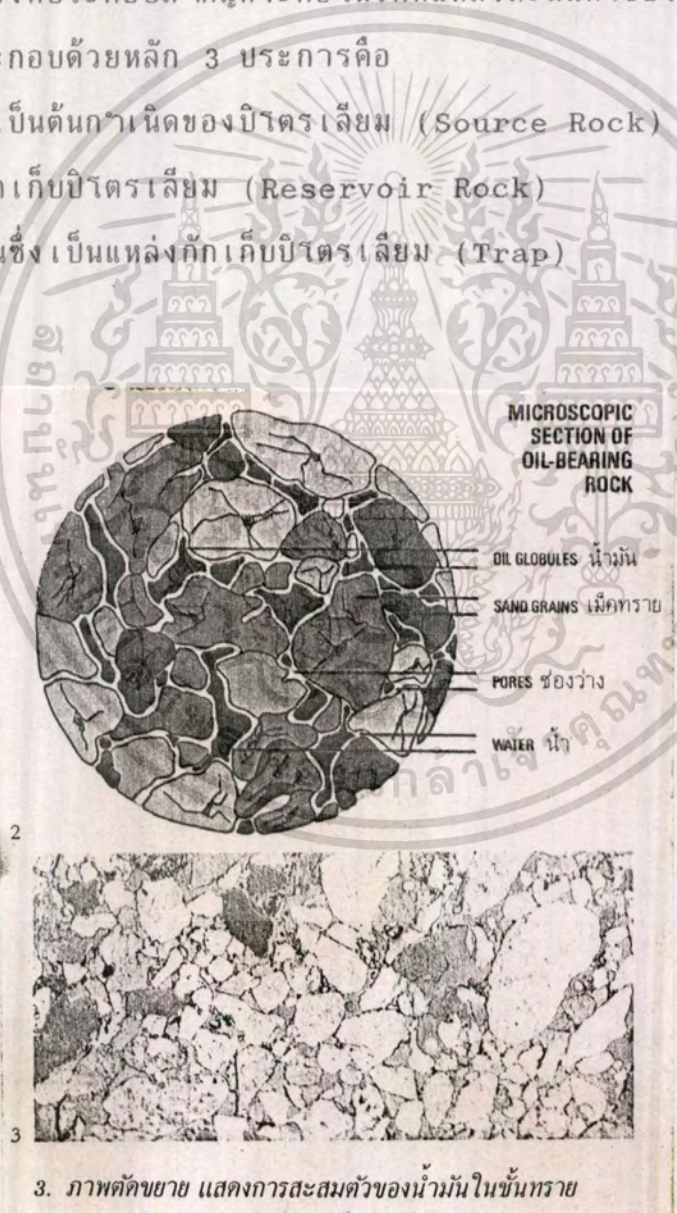 กอบด้วยหลัก 3 ประการคือ
เป็นต้นกำเนิดของปิโตรเลียม (Source Rock)
เก็บปิโตรเลียม (Reservoir Rock)
ซึ่งเป็นแหล่งกักเก็บปิโตรเลียม (Trap)
MICROSCOPIC
SECTION OF
OIL-BEARING
ROCK
OIL GLOBULES น้ำมัน
SAND GRAINS เม็ดทราย
PORES ช่องว่าง
WATER น้ำ
2
3
3. ภาพตัดขยาย แสดงการสะสมตัวของน้ำมันในชั้นทราย